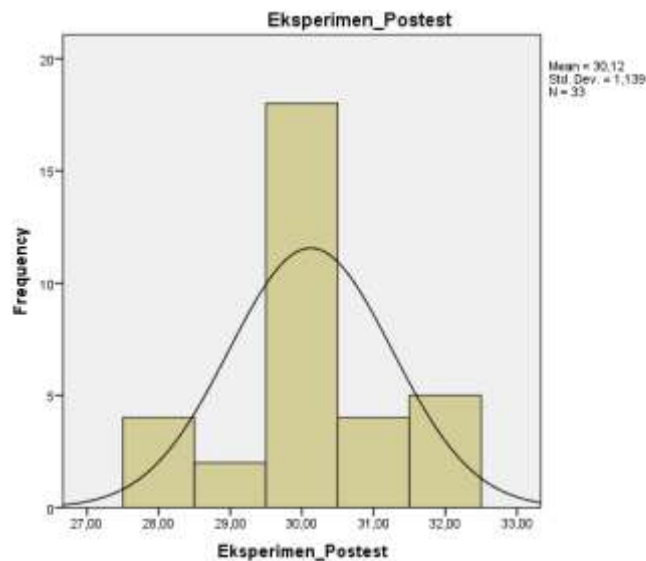 Eksperimen_Postest
Mean = 30,12
Std. Dev. = 1,139
N = 33
Frequency
20
15
10
5
0
27,00 28,00 29,00 30,00 31,00 32,00 33,00
Eksperimen_Postest